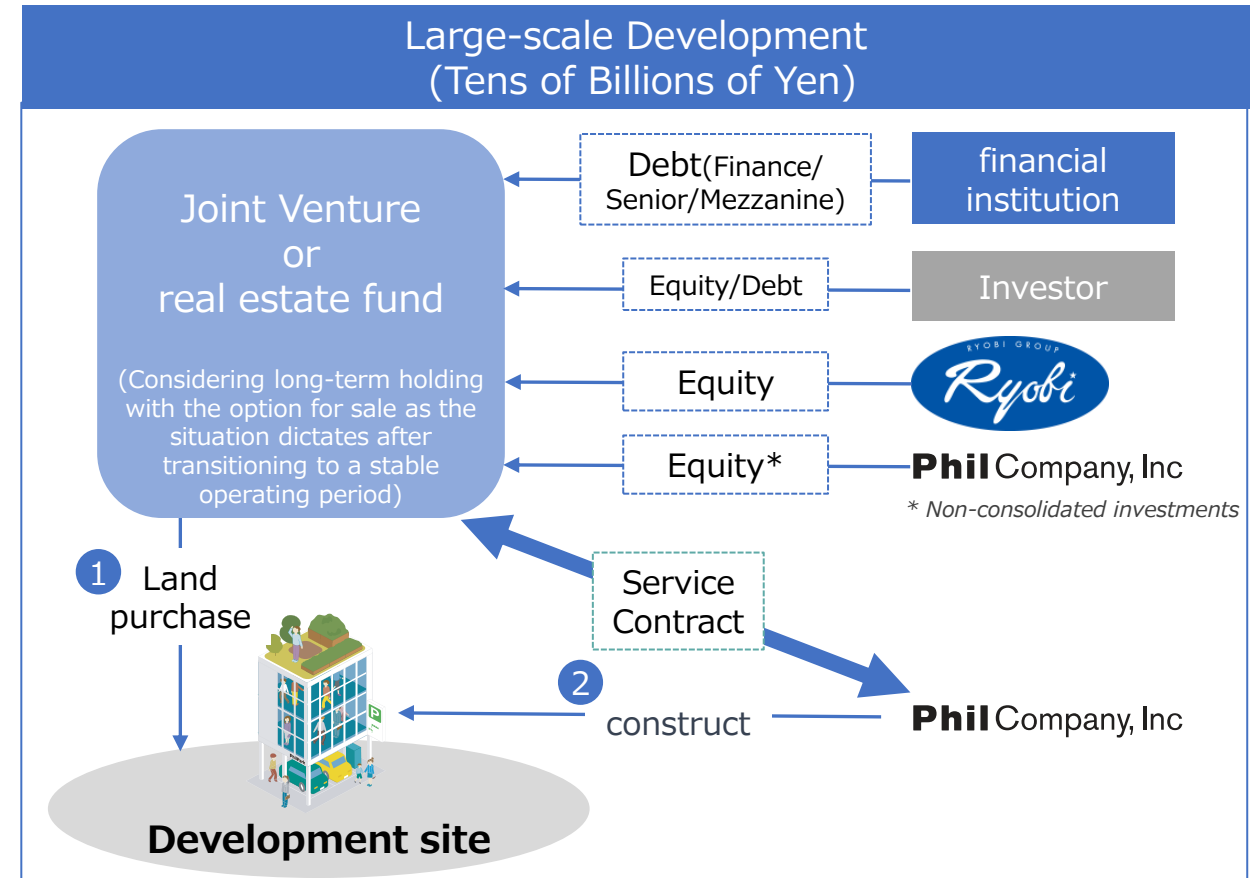 Large-scale Development
(Tens of Billions of Yen)
Joint Venture
or
real estate fund
(Considering long-term holding
with the option for sale as the
situation dictates after
transitioning to a stable
operating period)
Debt(Finance/
Senior/Mezzanine)
financial
institution
Equity/Debt
Investor
Equity
RYOBI GROUP
Ryobi
Equity*
Phil Company, Inc
* Non-consolidated investments
1
Land
purchase
Service
Contract
2
construct
Phil Company, Inc
P
Development site